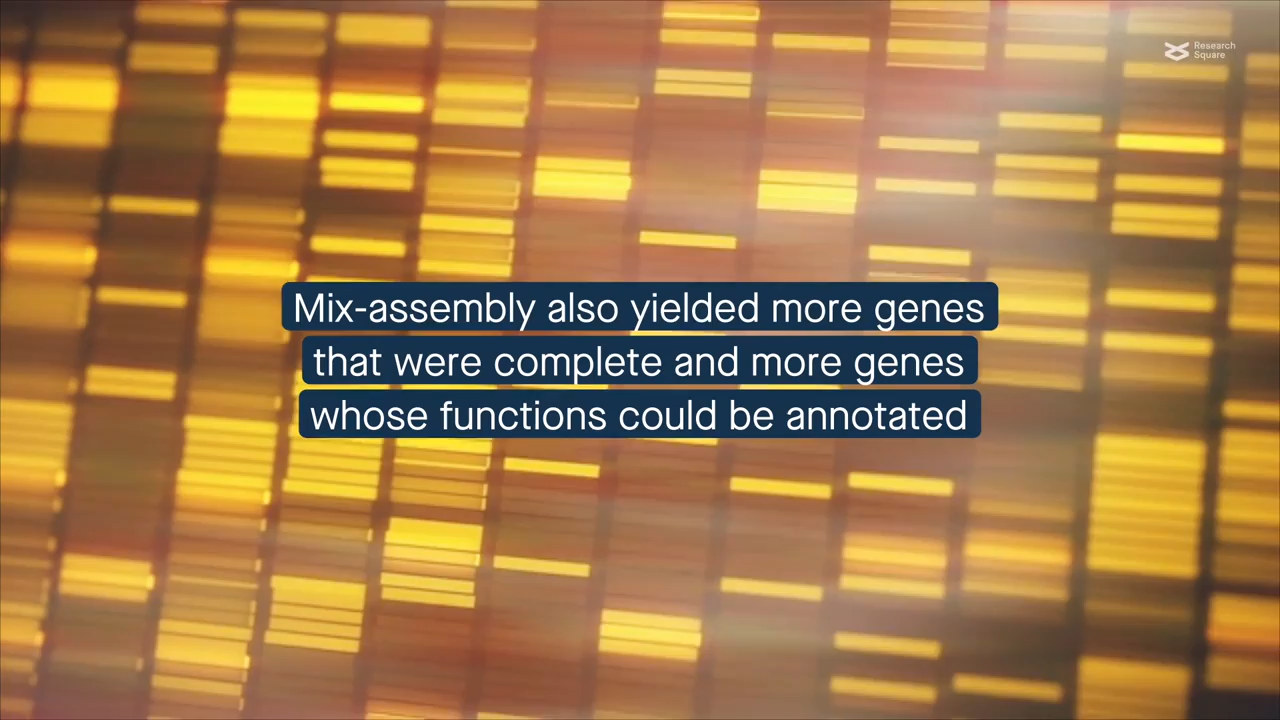 Research
Square
Mix-assembly also yielded more genes
that were complete and more genes
whose functions could be annotated